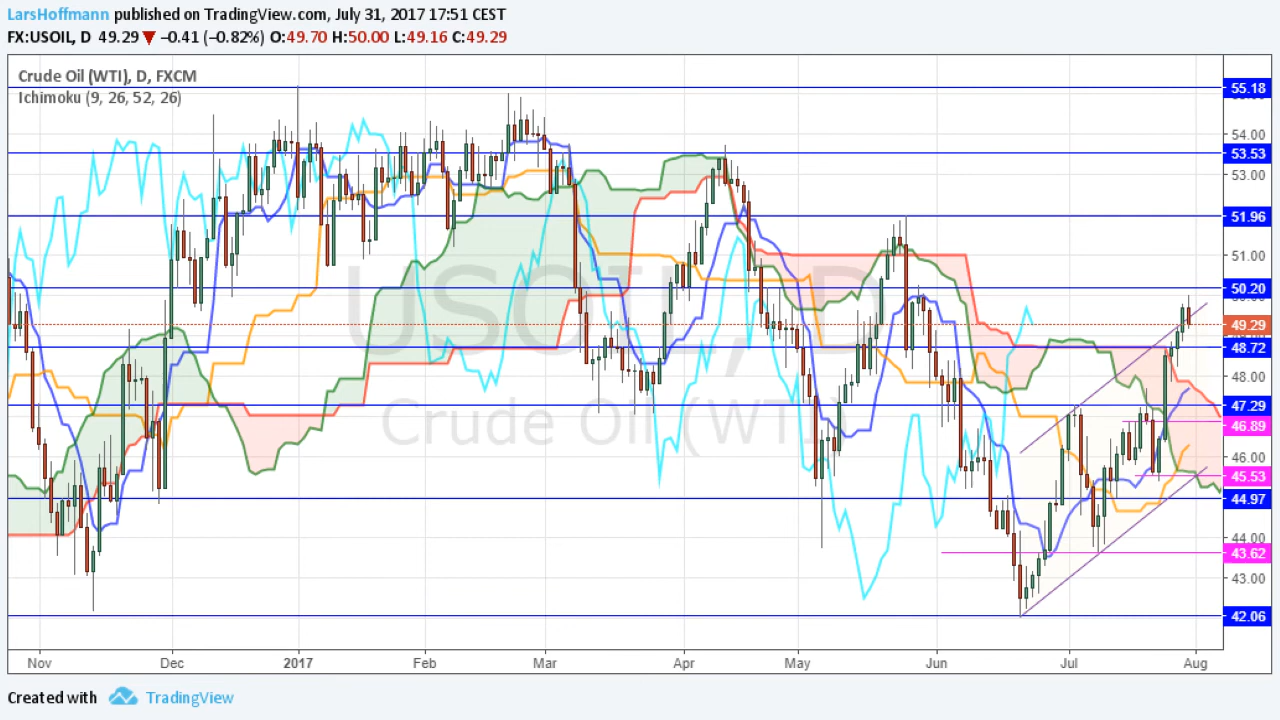 LarsHoffmann published on TradingView.com, July 31, 2017 17:51 CEST
FX:USOIL, D 49.29 ▼ −0.41 (−0.82%) O:49.70 H:50.00 L:49.16 C:49.29
Crude Oil (WTI), D, FXCM
Ichimoku (9, 26, 52, 26)
USOIL, D
Crude Oil (WTI)
55.18
54.00
53.53
53.00
51.96
51.00
50.20
49.29
48.72
48.00
47.29
46.89
46.00
45.53
44.97
44.00
43.62
43.00
42.06
Nov Dec 2017 Feb Mar Apr May Jun Jul Aug
Created with TradingView